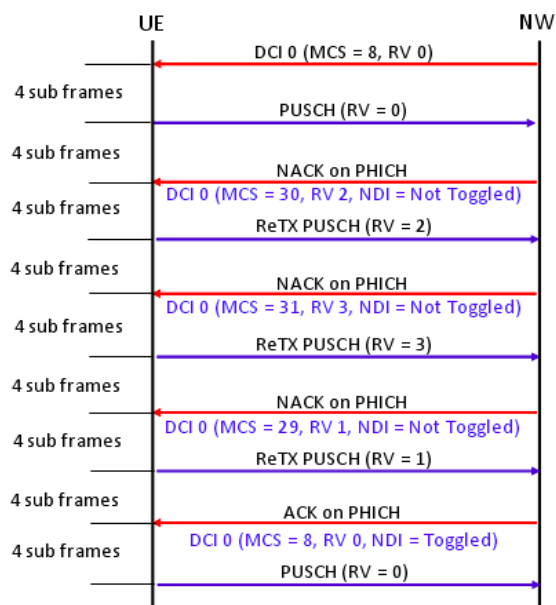 UE NW
DCI 0 (MCS = 8, RV 0)
4 sub frames
PUSCH (RV = 0)
4 sub frames
NACK on PHICH
DCI 0 (MCS = 30, RV 2, NDI = Not Toggled)
4 sub frames
ReTX PUSCH (RV = 2)
4 sub frames
NACK on PHICH
DCI 0 (MCS = 31, RV 3, NDI = Not Toggled)
4 sub frames
ReTX PUSCH (RV = 3)
4 sub frames
NACK on PHICH
DCI 0 (MCS = 29, RV 1, NDI = Not Toggled)
4 sub frames
ReTX PUSCH (RV = 1)
4 sub frames
ACK on PHICH
DCI 0 (MCS = 8, RV 0, NDI = Toggled)
4 sub frames
PUSCH (RV = 0)